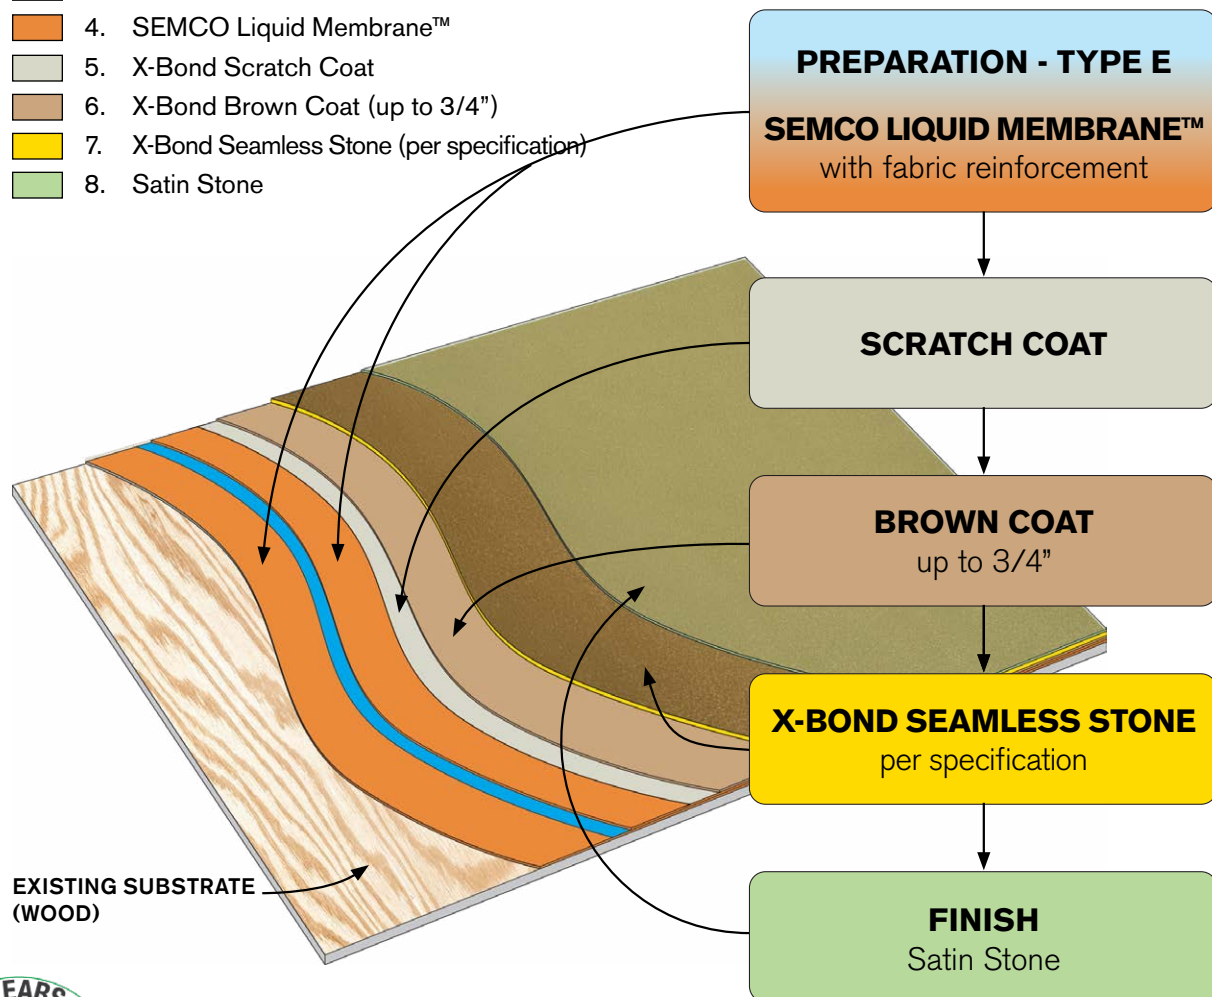 4. SEMCO Liquid Membrane™
5. X-Bond Scratch Coat
6. X-Bond Brown Coat (up to 3/4”)
7. X-Bond Seamless Stone (per specification)
8. Satin Stone
PREPARATION - TYPE E
SEMCO LIQUID MEMBRANE™
with fabric reinforcement
SCRATCH COAT
BROWN COAT
up to 3/4”
X-BOND SEAMLESS STONE
per specification
FINISH
Satin Stone
EXISTING SUBSTRATE
(WOOD)